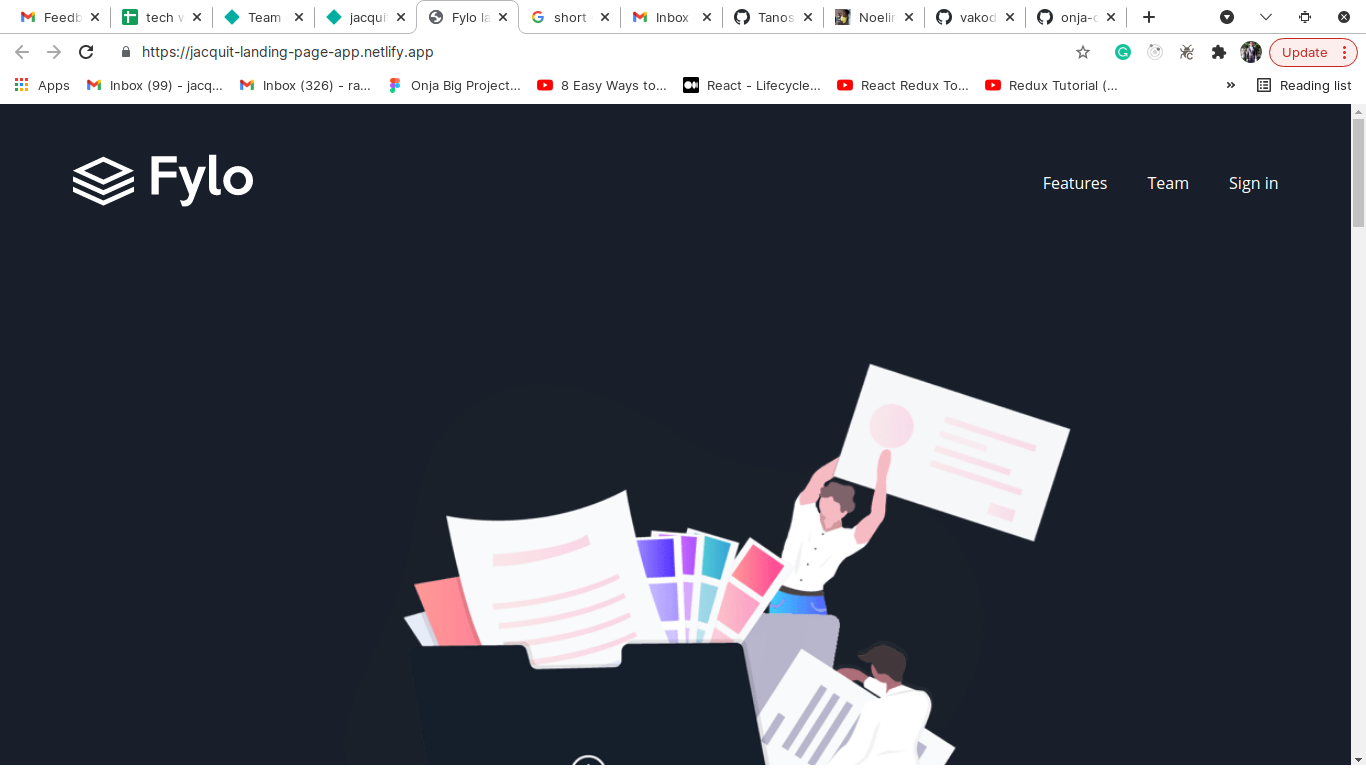 Feedb
tech w
Team
jacquit
Fylo la
short
Inbox
Tanos
Noelin
vakod
onja-c
https://jacquit-landing-page-app.netlify.app
Update
Apps
Inbox (99) - jacq...
Inbox (326) - ra...
Onja Big Project...
8 Easy Ways to...
React - Lifecycle...
React Redux To...
Redux Tutorial (...
»
Reading list
Fylo
Features
Team
Sign in